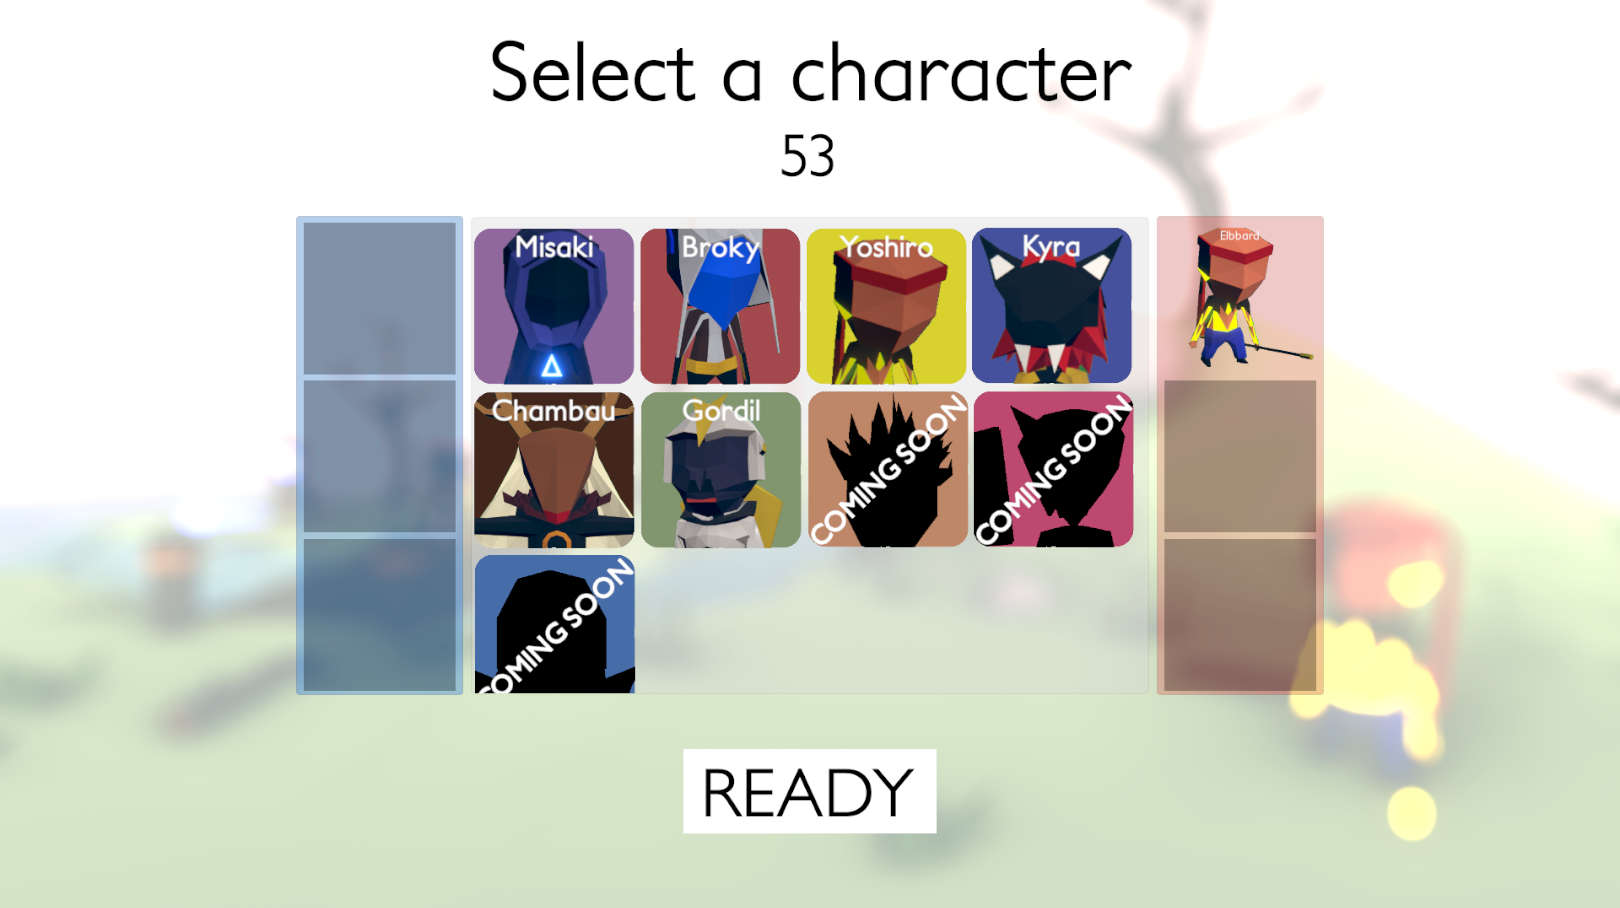 Select a character
53
Misaki
Broky
Yoshiro
Kyra
Elbbard
Chambau
Gordil
COMING SOON
COMING SOON
COMING SOON
READY